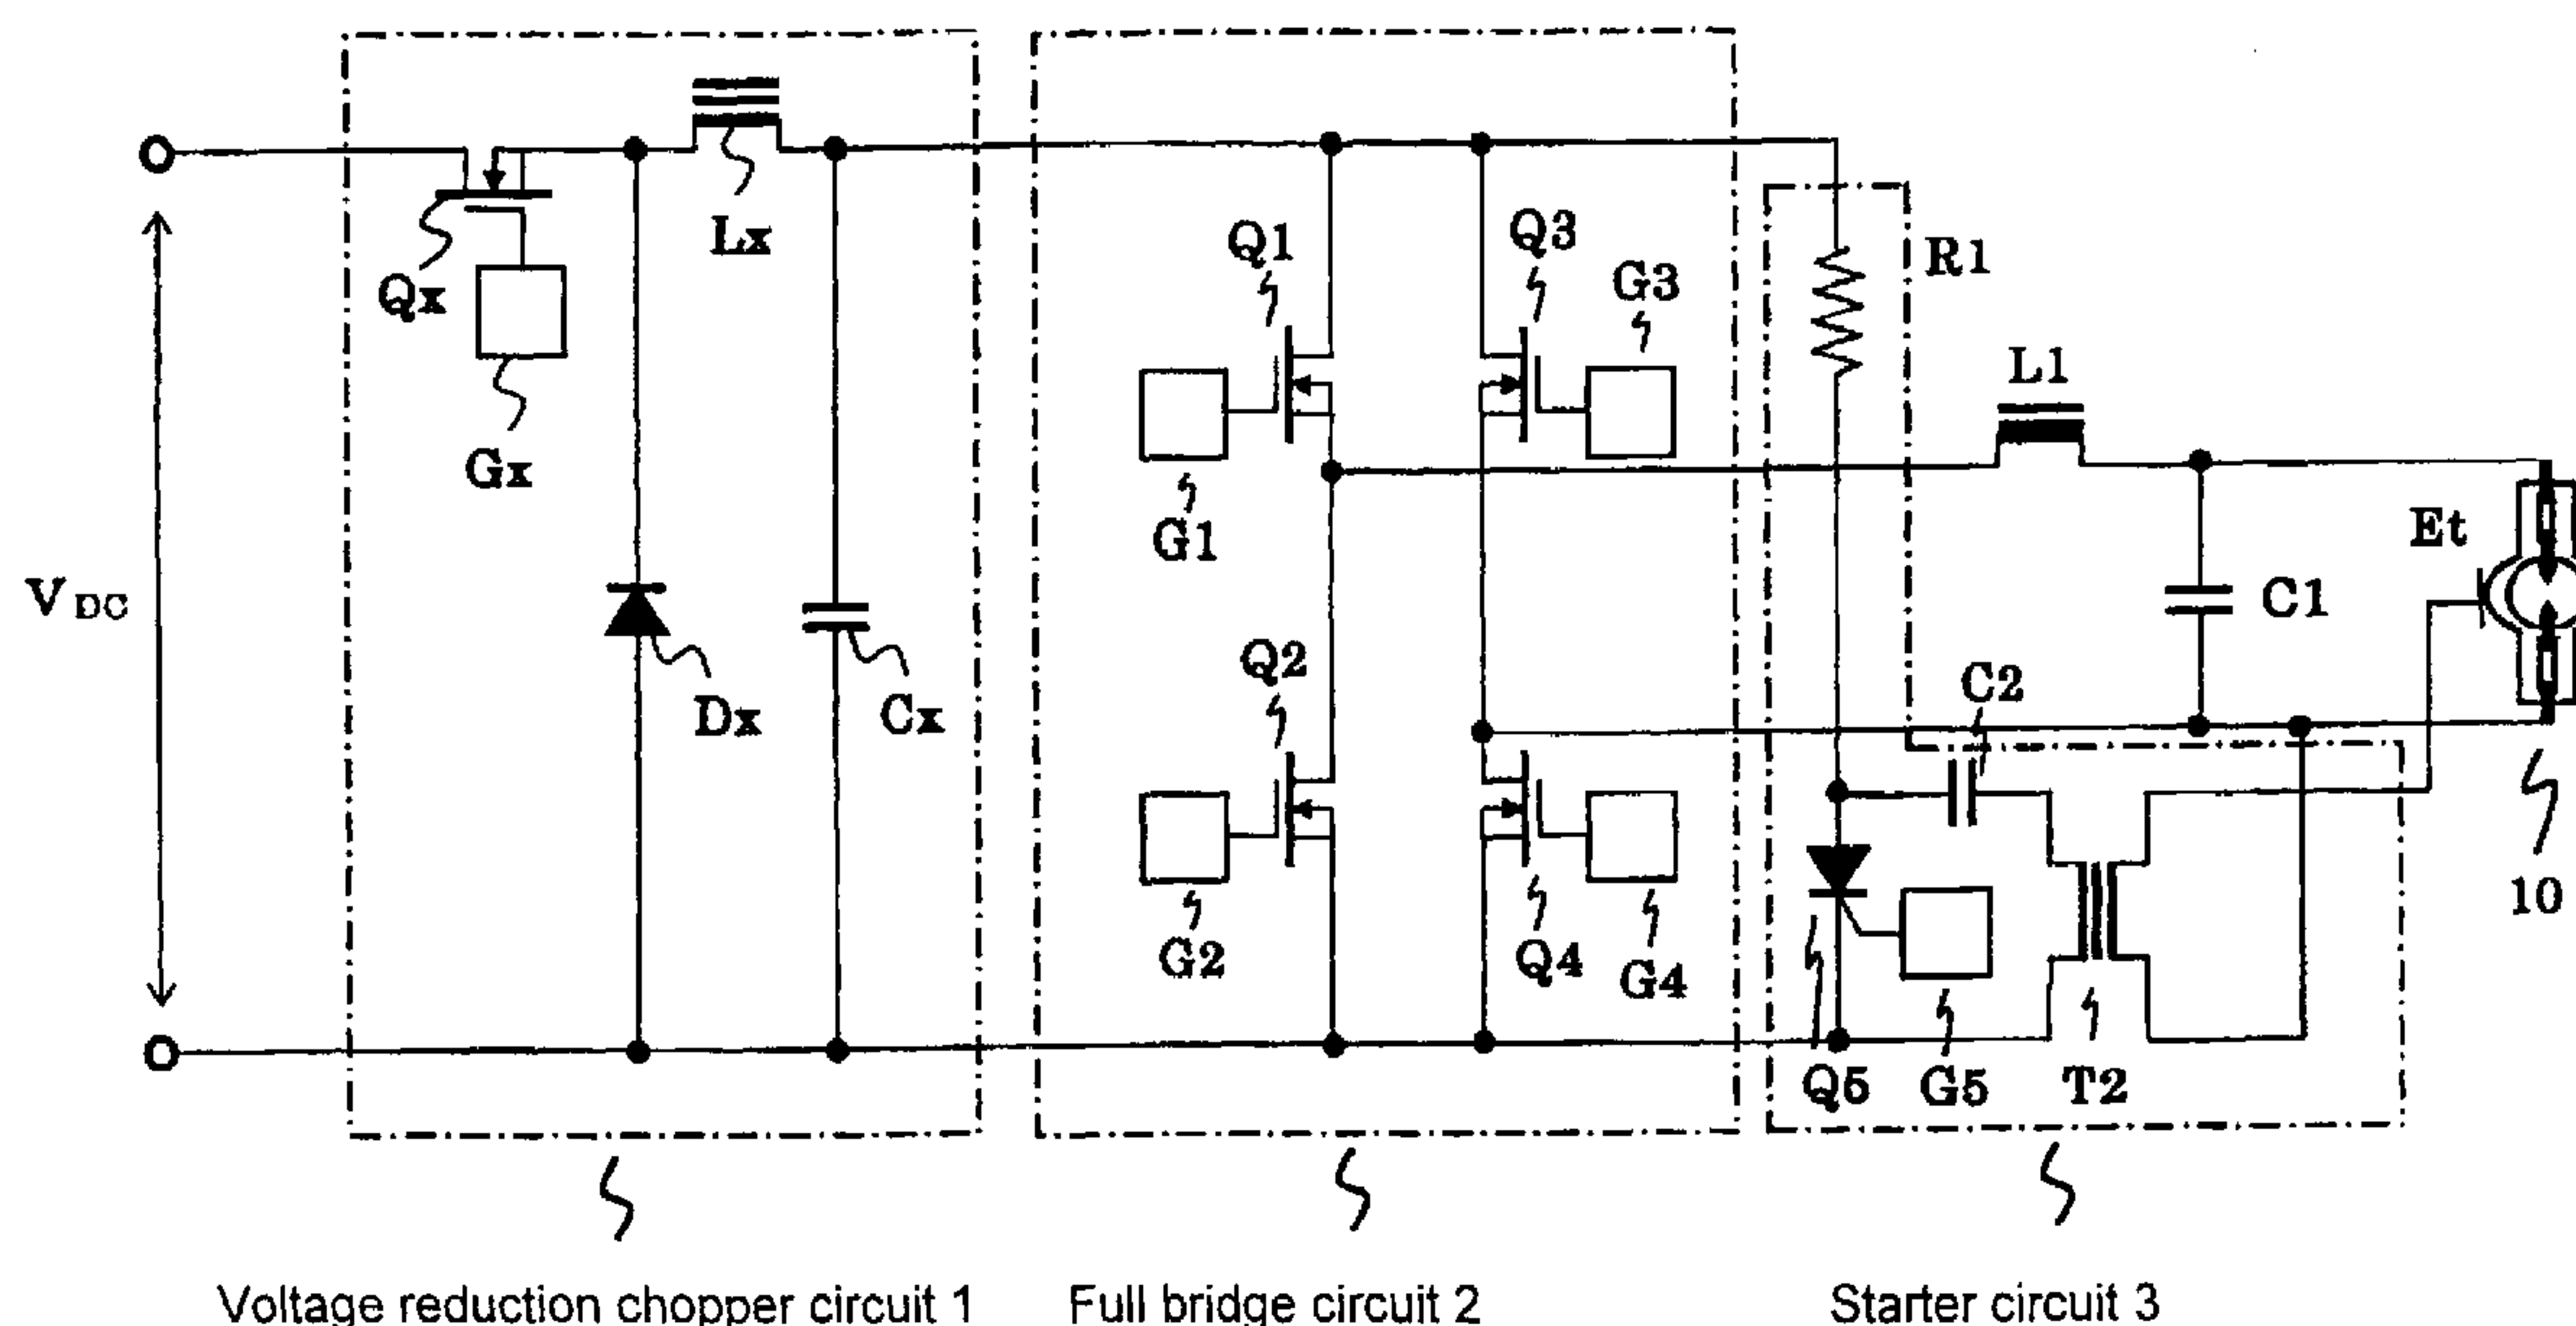 Lx
Qx
Gx
VDC
Dx
Cx
Q1
Q3
G3
R1
G1
L1
Et
C1
Q2
C2
G2
Q4
G4
10
Q5
G5
T2
Voltage reduction chopper circuit 1
Full bridge circuit 2
Starter circuit 3